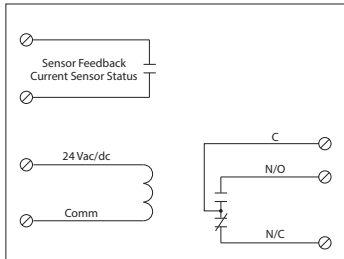 Sensor Feedback
Current Sensor Status
24 Vac/dc
Comm
C
N/O
N/C